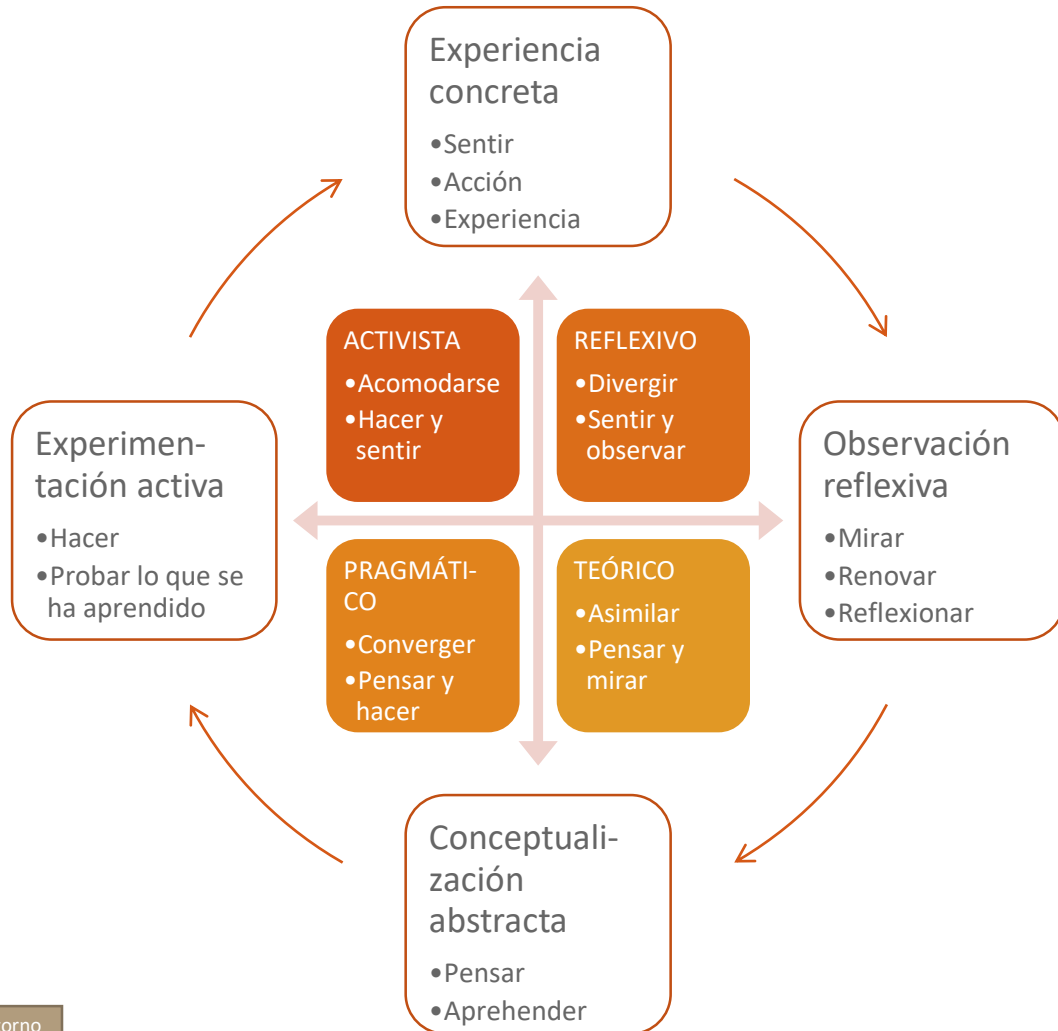 Experiencia
concreta
•Sentir
•Acción
•Experiencia
ACTIVISTA
•Acomodarse
•Hacer y
sentir
REFLEXIVO
•Divergir
•Sentir y
observar
Experimen-
tación activa
•Hacer
•Probar lo que se
ha aprendido
Observación
reflexiva
•Mirar
•Renovar
•Reflexionar
PRAGMÁTI-
CO
•Converger
•Pensar y
hacer
TEÓRICO
•Asimilar
•Pensar y
mirar
Conceptuali-
zación
abstracta
•Pensar
•Aprehender
orno